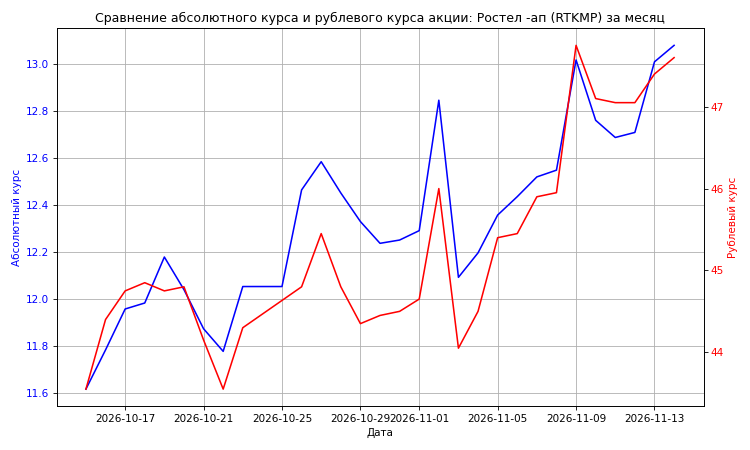 Сравнение абсолютного курса и рублевого курса акции: Ростел -ап (RTKMP) за месяц
13.0
12.8
12.6
12.4
12.2
12.0
11.8
11.6
Абсолютный курс
47
46
45
44
Рублевый курс
2026-10-17 2026-10-21 2026-10-25 2026-10-29 2026-11-01 2026-11-05 2026-11-09 2026-11-13
Дата